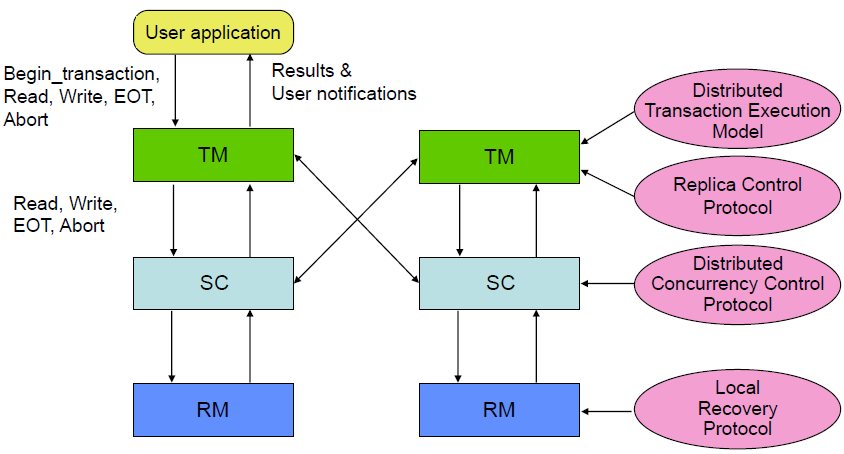 User application
Begin_transaction,
Read, Write, EOT,
Abort
Results &
User notifications
Distributed
Transaction Execution
Model
TM
TM
Replica Control
Protocol
Read, Write,
EOT, Abort
SC
SC
Distributed
Concurrency Control
Protocol
RM
RM
Local
Recovery
Protocol